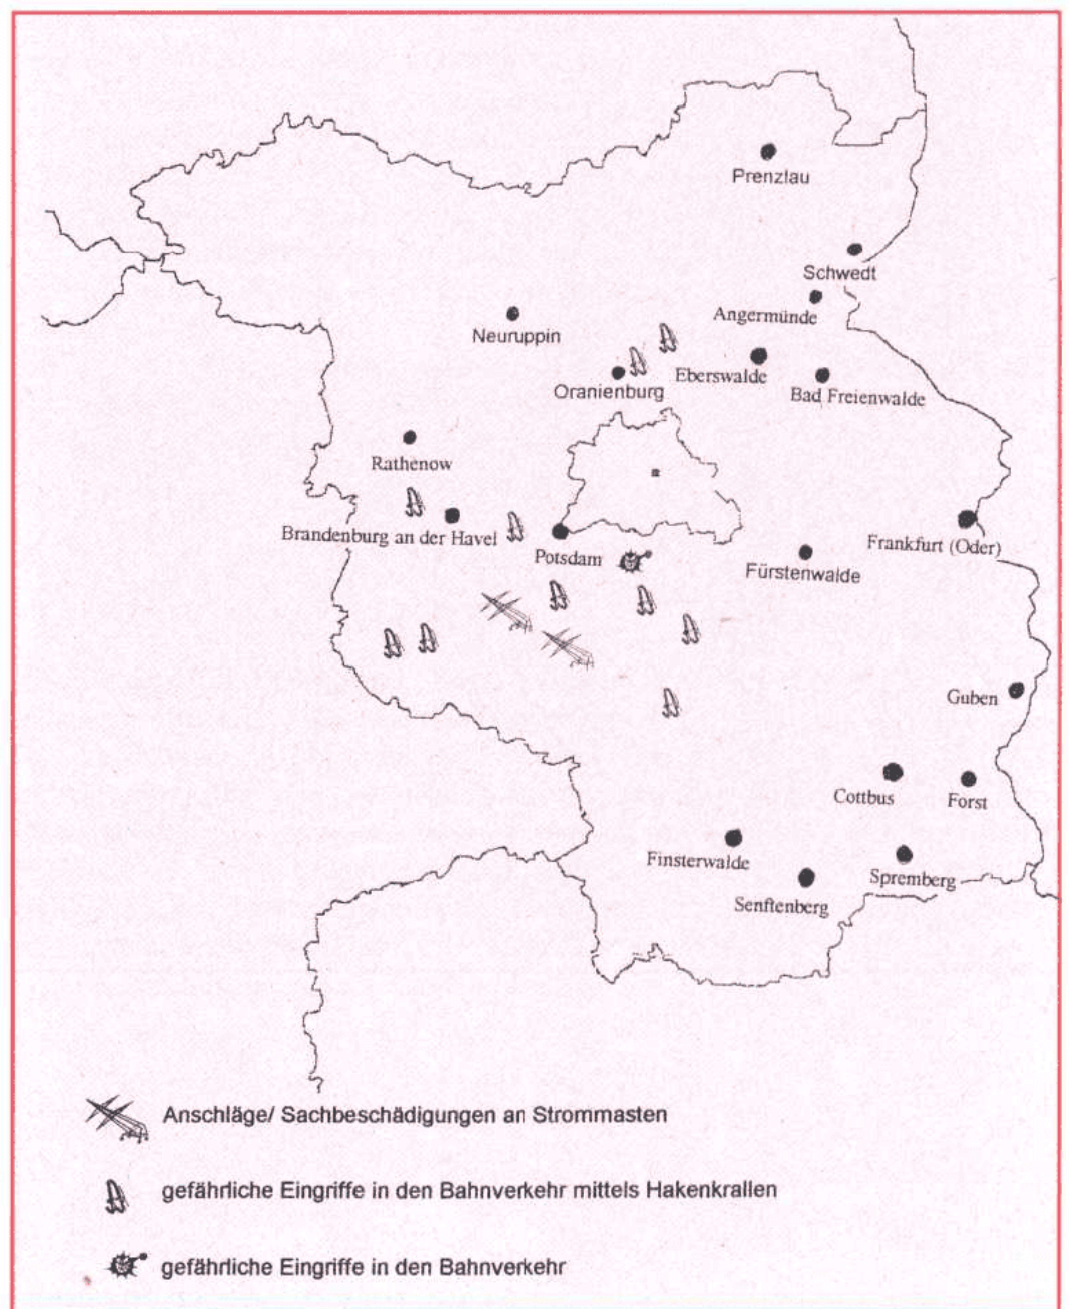 Prenzlau
Schwedt
Angermünde
Neuruppin
Eberswalde
Oranienburg
Bad Freienwalde
Rathenow
Brandenburg an der Havel
Potsdam
Frankfurt (Oder)
Fürstenwalde
Guben
Cottbus
Forst
Finsterwalde
Spremberg
Senftenberg
Anschläge/ Sachbeschädigungen an Strommasten
gefährliche Eingriffe in den Bahnverkehr mittels Hakenkrallen
gefährliche Eingriffe in den Bahnverkehr